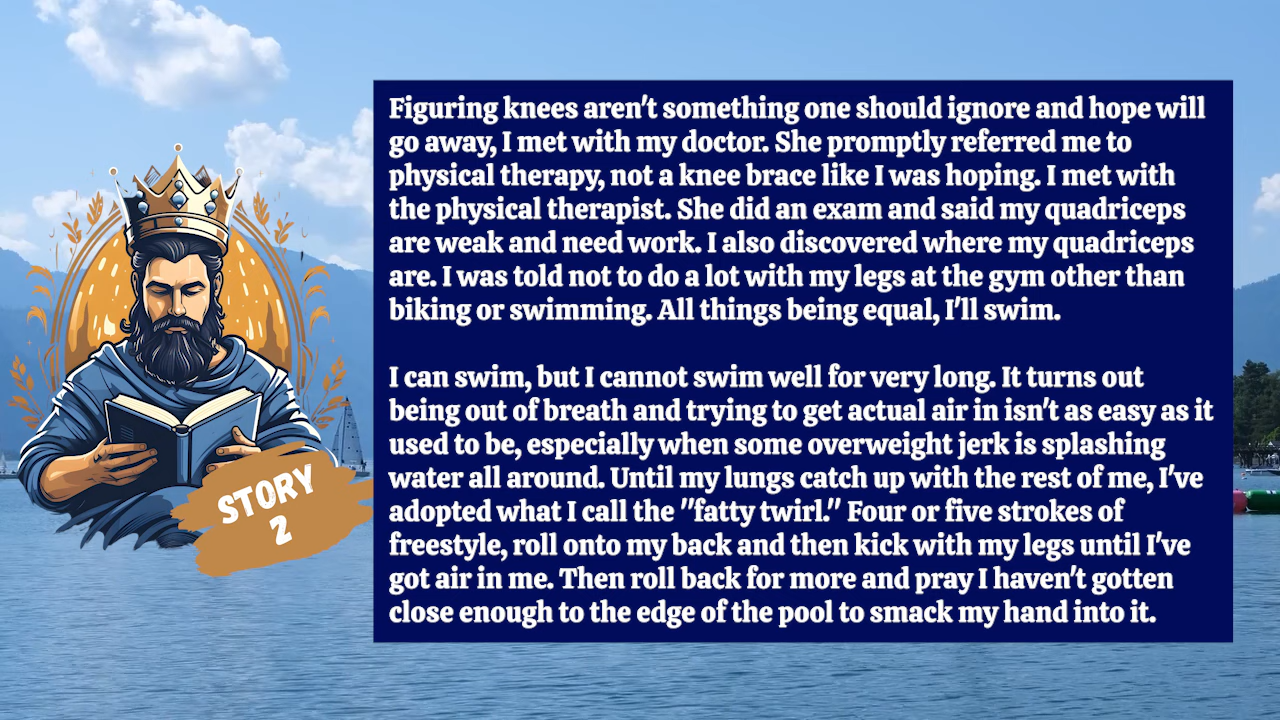 Figuring knees aren't something one should ignore and hope will
go away, I met with my doctor. She promptly referred me to
physical therapy, not a knee brace like I was hoping. I met with
the physical therapist. She did an exam and said my quadriceps
are weak and need work. I also discovered where my quadriceps
are. I was told not to do a lot with my legs at the gym other than
biking or swimming. All things being equal, I'll swim.
I can swim, but I cannot swim well for very long. It turns out
being out of breath and trying to get actual air in isn't as easy as it
used to be, especially when some overweight jerk is splashing
water all around. Until my lungs catch up with the rest of me, I've
adopted what I call the "fatty twirl." Four or five strokes of
freestyle, roll onto my back and then kick with my legs until I've
got air in me. Then roll back for more and pray I haven't gotten
close enough to the edge of the pool to smack my hand into it.
STORY
2